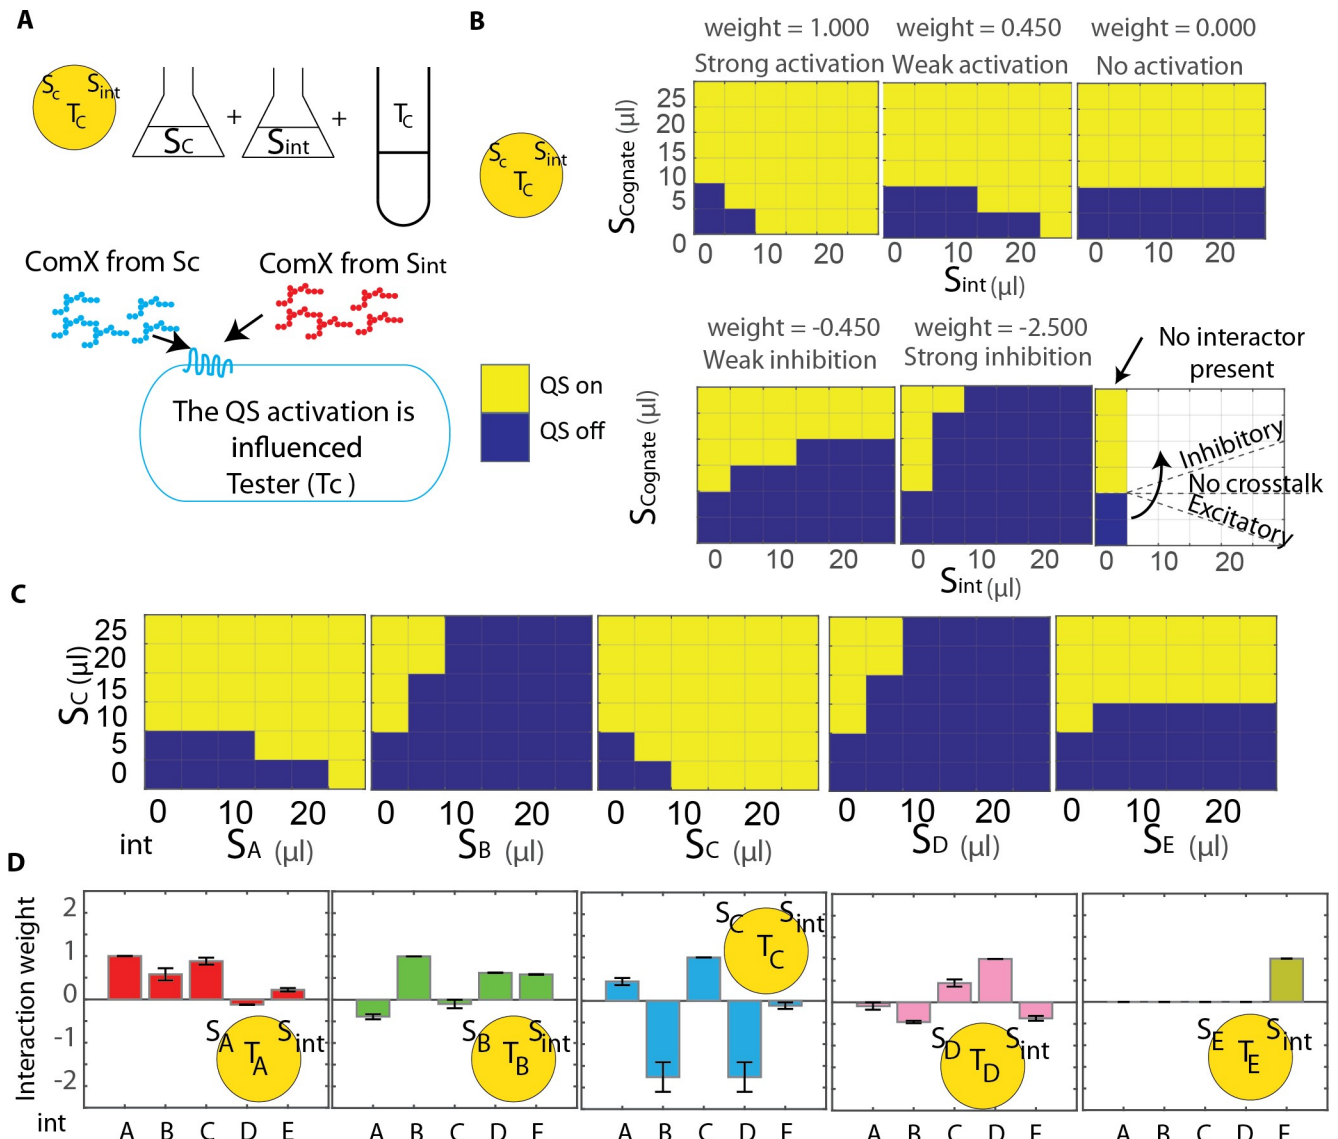 A
Sc Sint
Tc
Sc
+
Sint
+
Tc
ComX from Sc
ComX from Sint
The QS activation is
influenced
Tester (Tc )
B
Sc Sint
Tc
QS on
QS off
weight = 1.000
Strong activation
weight = 0.450
Weak activation
weight = 0.000
No activation
SCognate (µl)
25
20
15
10
5
0
0 10 20
0 10 20
0 10 20
Sint (µl)
weight = -0.450
Weak inhibition
weight = -2.500
Strong inhibition
No interactor
present
SCognate (µl)
Inhibitory
No crosstalk
Excitatory
0 10 20
0 10 20
0 10 20
Sint (µl)
C
SC (µl)
25
20
15
10
5
0
0 10 20
0 10 20
0 10 20
0 10 20
0 10 20
int
SA (µl)
SB (µl)
SC (µl)
SD (µl)
SE (µl)
D
Interaction weight
2
1
0
-1
-2
SA Sint
TA
SB Sint
TB
SC Sint
TC
SD Sint
TD
SE Sint
TE
int
A B C D E
A B C D E
A B C D E
A B C D E
A B C D E